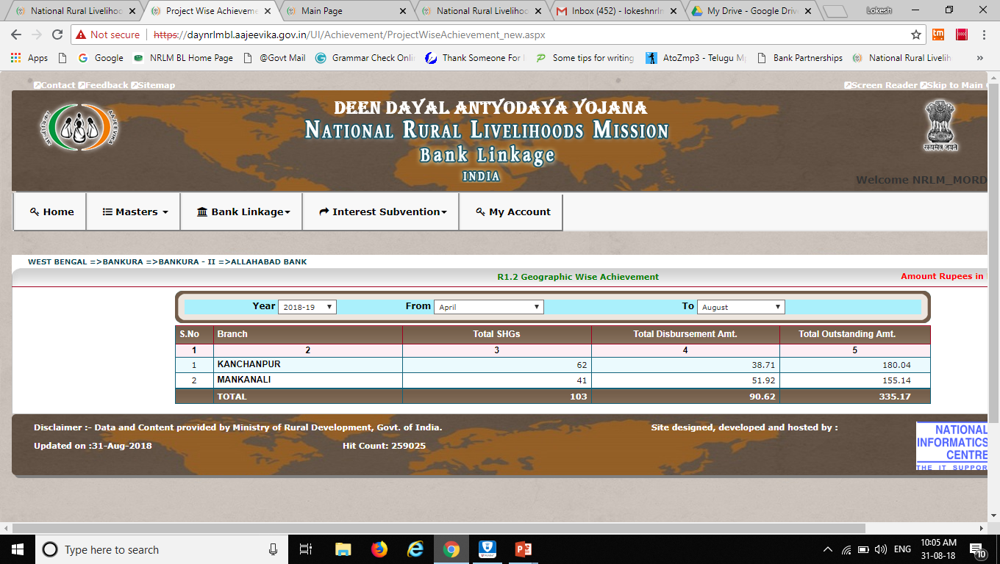 National Rural Livelihoo
Project Wise Achieveme
Main Page
National Rural Livelihoo
Inbox (452) - lokeshnrln
My Drive - Google Drive
Lokesh
Not secure https://daynrlmbl.aajeevika.gov.in/UI/Achievement/ProjectWiseAchievement_new.aspx
Apps Google NRLM BL Home Page @Govt Mail Grammar Check Onli Thank Someone For Some tips for writing AtoZmp3 - Telugu M Bank Partnerships National Rural Livelih »
Contact Feedback Sitemap
Screen Reader Skip to Main
DEEN DAYAL ANTYODAYA YOJANA
NATIONAL RURAL LIVELIHOODS MISSION
Bank Linkage
INDIA
सत्यमेव जयते
Welcome NRLM_MORD
Home Masters Bank Linkage Interest Subvention My Account
WEST BENGAL =>BANKURA =>BANKURA - II =>ALLAHABAD BANK
R1.2 Geographic Wise Achievement
Amount Rupees in
Year 2018-19 From April To August
S.No Branch Total SHGs Total Disbursement Amt. Total Outstanding Amt.
1 2 3 4 5
1 KANCHANPUR 62 38.71 180.04
2 MANKANALI 41 51.92 155.14
TOTAL 103 90.62 335.17
Disclaimer :- Data and Content provided by Ministry of Rural Development, Govt. of India.
Site designed, developed and hosted by :
Updated on :31-Aug-2018
Hit Count: 259025
NATIONAL
INFORMATICS
CENTRE
THE IT SUPPOR
Type here to search
ENG
10:05 AM
31-08-18
10